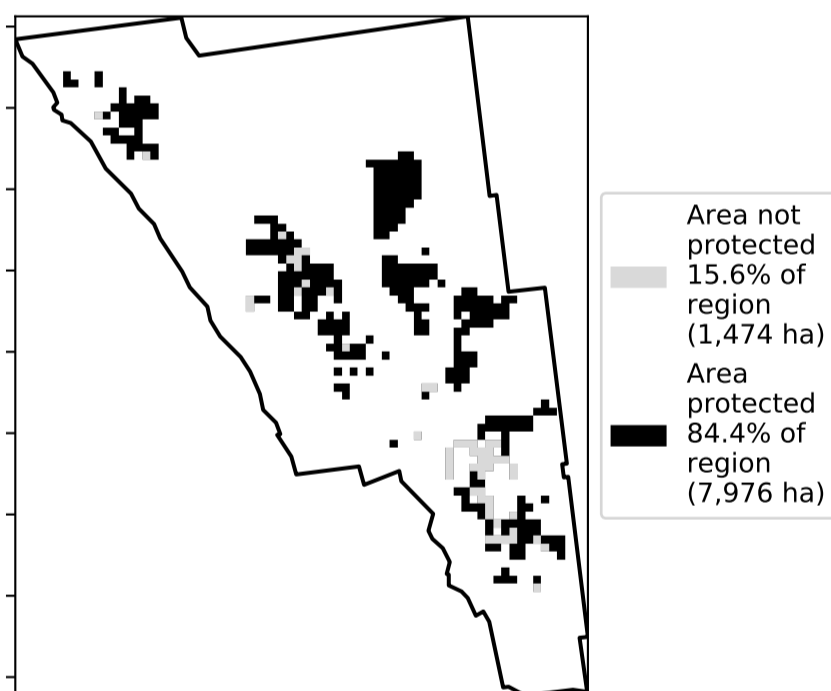 Area not
protected
15.6% of
region
(1,474 ha)
Area
protected
84.4% of
region
(7,976 ha)